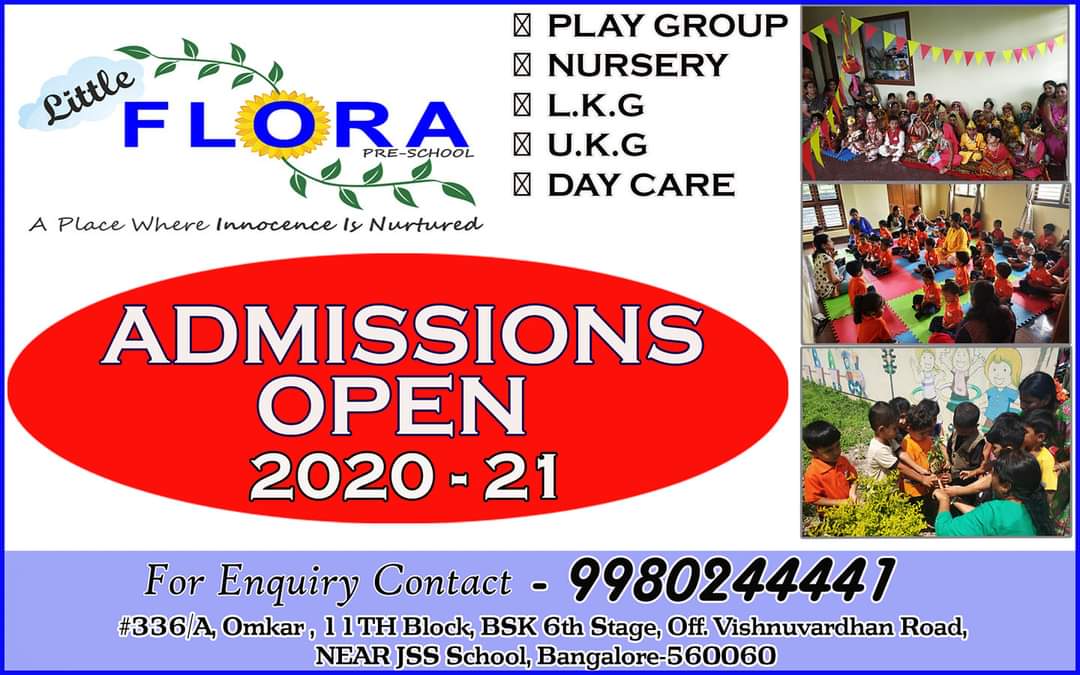 Little
FLORA
PRE-SCHOOL
A Place Where Innocence Is Nurtured
PLAY GROUP
NURSERY
L.K.G
U.K.G
DAY CARE
ADMISSIONS
OPEN
2020 - 21
For Enquiry Contact - 9980244441
#336/A, Omkar , 11TH Block, BSK 6th Stage, Off. Vishnuvardhan Road,
NEAR JSS School, Bangalore-560060